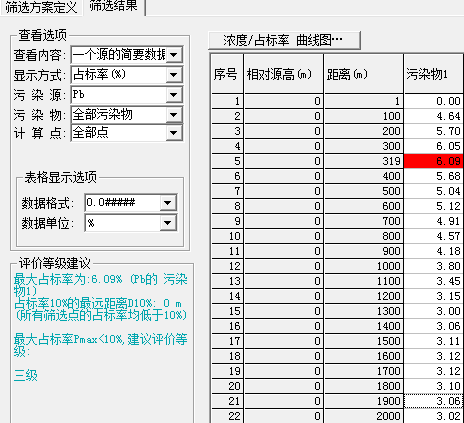 筛选方案定义 筛选结果
查看选项
查看内容: 一个源的简要数据
显示方式: 占标率(%)
污 染 源: Pb
污 染 物: 全部污染物
计 算 点: 全部点
表格显示选项
数据格式: 0.0#####
数据单位: %
评价等级建议
最大占标率为:6.09% (Pb的 污染
物1)
占标率10%的最远距离D10%: 0 m
(所有筛选点的占标率均低于10%)
最大占标率Pmax<10%,建议评价等
级:
三级
浓度/占标率 曲线图…
序号 相对源高(m) 距离(m) 污染物1
1 0 1 0.00
2 0 100 4.64
3 0 200 5.70
4 0 300 6.05
5 0 319 6.09
6 0 400 5.68
7 0 500 5.04
8 0 600 5.12
9 0 700 4.91
10 0 800 4.57
11 0 900 4.18
12 0 1000 3.80
13 0 1100 3.45
14 0 1200 3.15
15 0 1300 3.00
16 0 1400 3.06
17 0 1500 3.11
18 0 1600 3.12
19 0 1700 3.12
20 0 1800 3.10
21 0 1900 3.06
22 0 2000 3.02